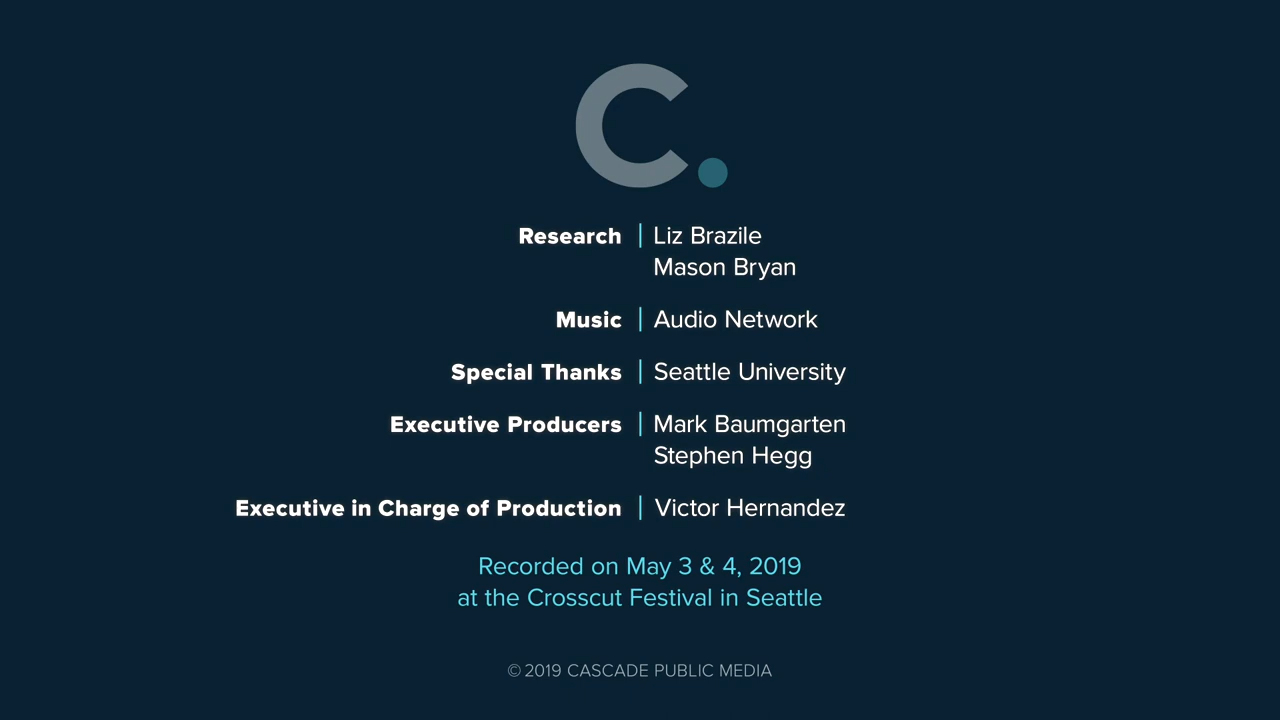 C.
Research | Liz Brazile
Mason Bryan
Music | Audio Network
Special Thanks | Seattle University
Executive Producers | Mark Baumgarten
Stephen Hegg
Executive in Charge of Production | Victor Hernandez
Recorded on May 3 & 4, 2019
at the Crosscut Festival in Seattle
© 2019 CASCADE PUBLIC MEDIA